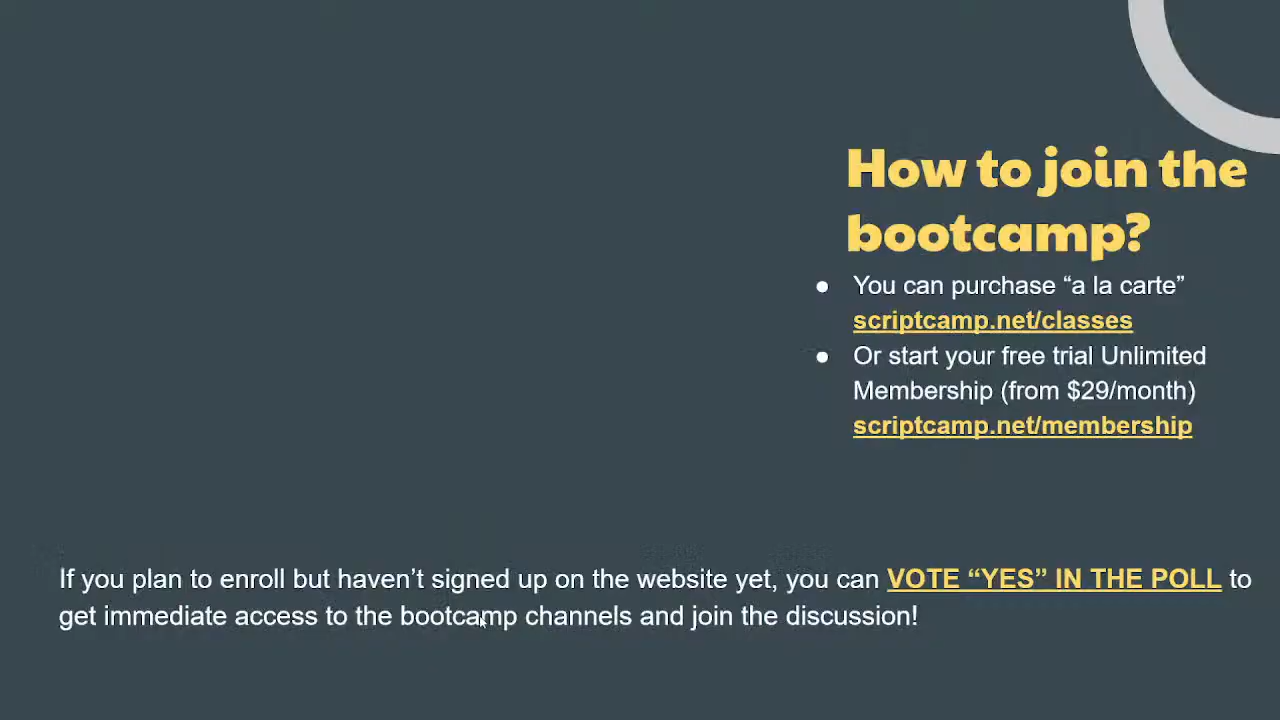 How to join the
bootcamp?
● You can purchase “a la carte”
scriptcamp.net/classes
● Or start your free trial Unlimited
Membership (from $29/month)
scriptcamp.net/membership
If you plan to enroll but haven’t signed up on the website yet, you can VOTE “YES” IN THE POLL to
get immediate access to the bootcamp channels and join the discussion!